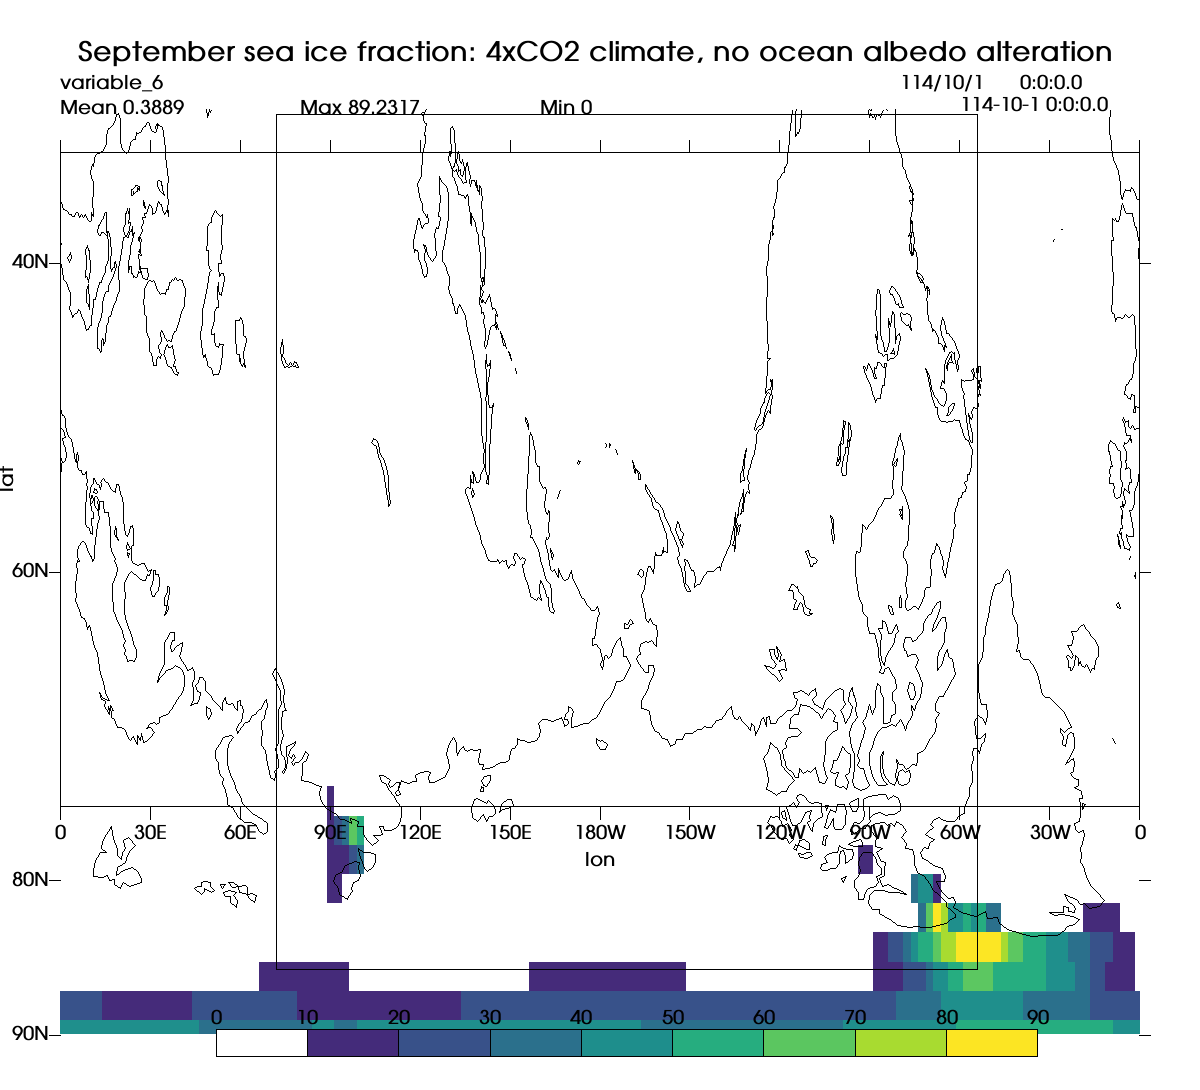 September sea ice fraction: 4xCO2 climate, no ocean albedo alteration
variable_6 114/10/1 0:0:0.0
Mean 0.3889 Max 89.2317 Min 0 114-10-1 0:0:0.0
40N
lat
60N
0 30E 60E 90E 120E 150E 180W 150W 120W 90W 60W 30W 0
lon
80N
0 10 20 30 40 50 60 70 80 90
90N